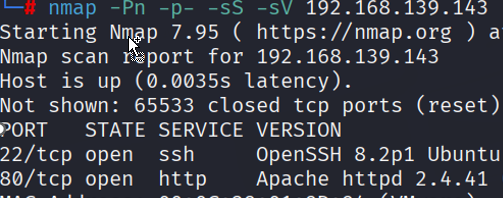 # nmap -Pn -p- -sS -sV 192.168.139.143
Starting Nmap 7.95 ( https://nmap.org ) a
Nmap scan report for 192.168.139.143
Host is up (0.0035s latency).
Not shown: 65533 closed tcp ports (reset)
PORT   STATE SERVICE VERSION
22/tcp open  ssh     OpenSSH 8.2p1 Ubuntu
80/tcp open  http    Apache httpd 2.4.41